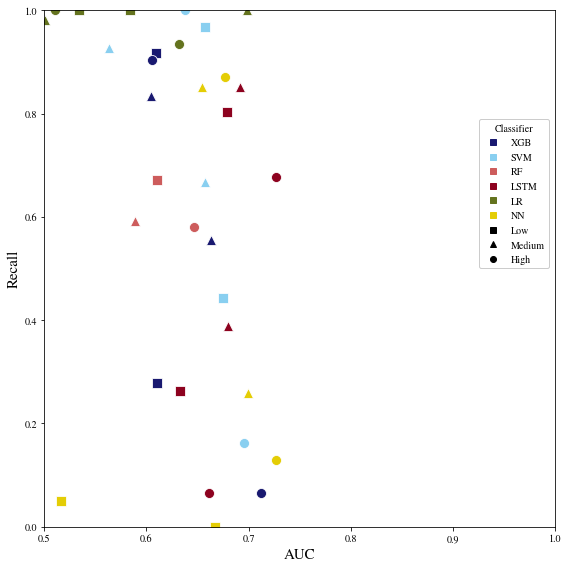 1.0
0.8
0.6
0.4
0.2
0.0
Recall
Classifier
XGB
SVM
RF
LSTM
LR
NN
Low
Medium
High
0.5 0.6 0.7 0.8 0.9 1.0
AUC